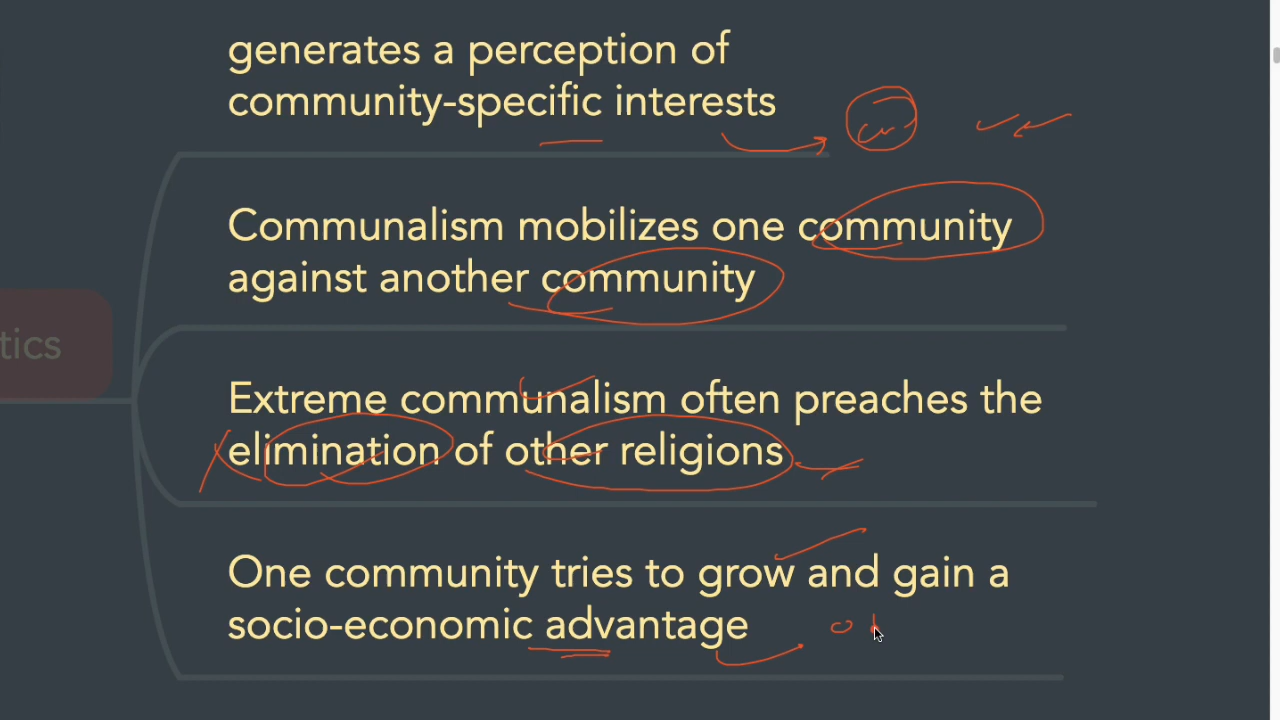 generates a perception of
community-specific interests
Communalism mobilizes one community
against another community
tics
Extreme communalism often preaches the
elimination of other religions
One community tries to grow and gain a
socio-economic advantage